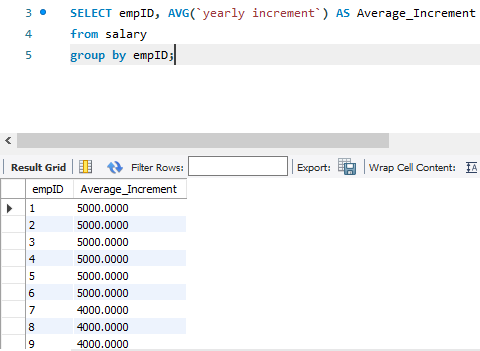 3 SELECT empID, AVG(`yearly increment`) AS Average_Increment
4 from salary
5 group by empID;
Result Grid Filter Rows: Export: Wrap Cell Content:
empID Average_Increment
1 5000.0000
2 5000.0000
3 5000.0000
4 5000.0000
5 5000.0000
6 5000.0000
7 4000.0000
8 4000.0000
9 4000.0000